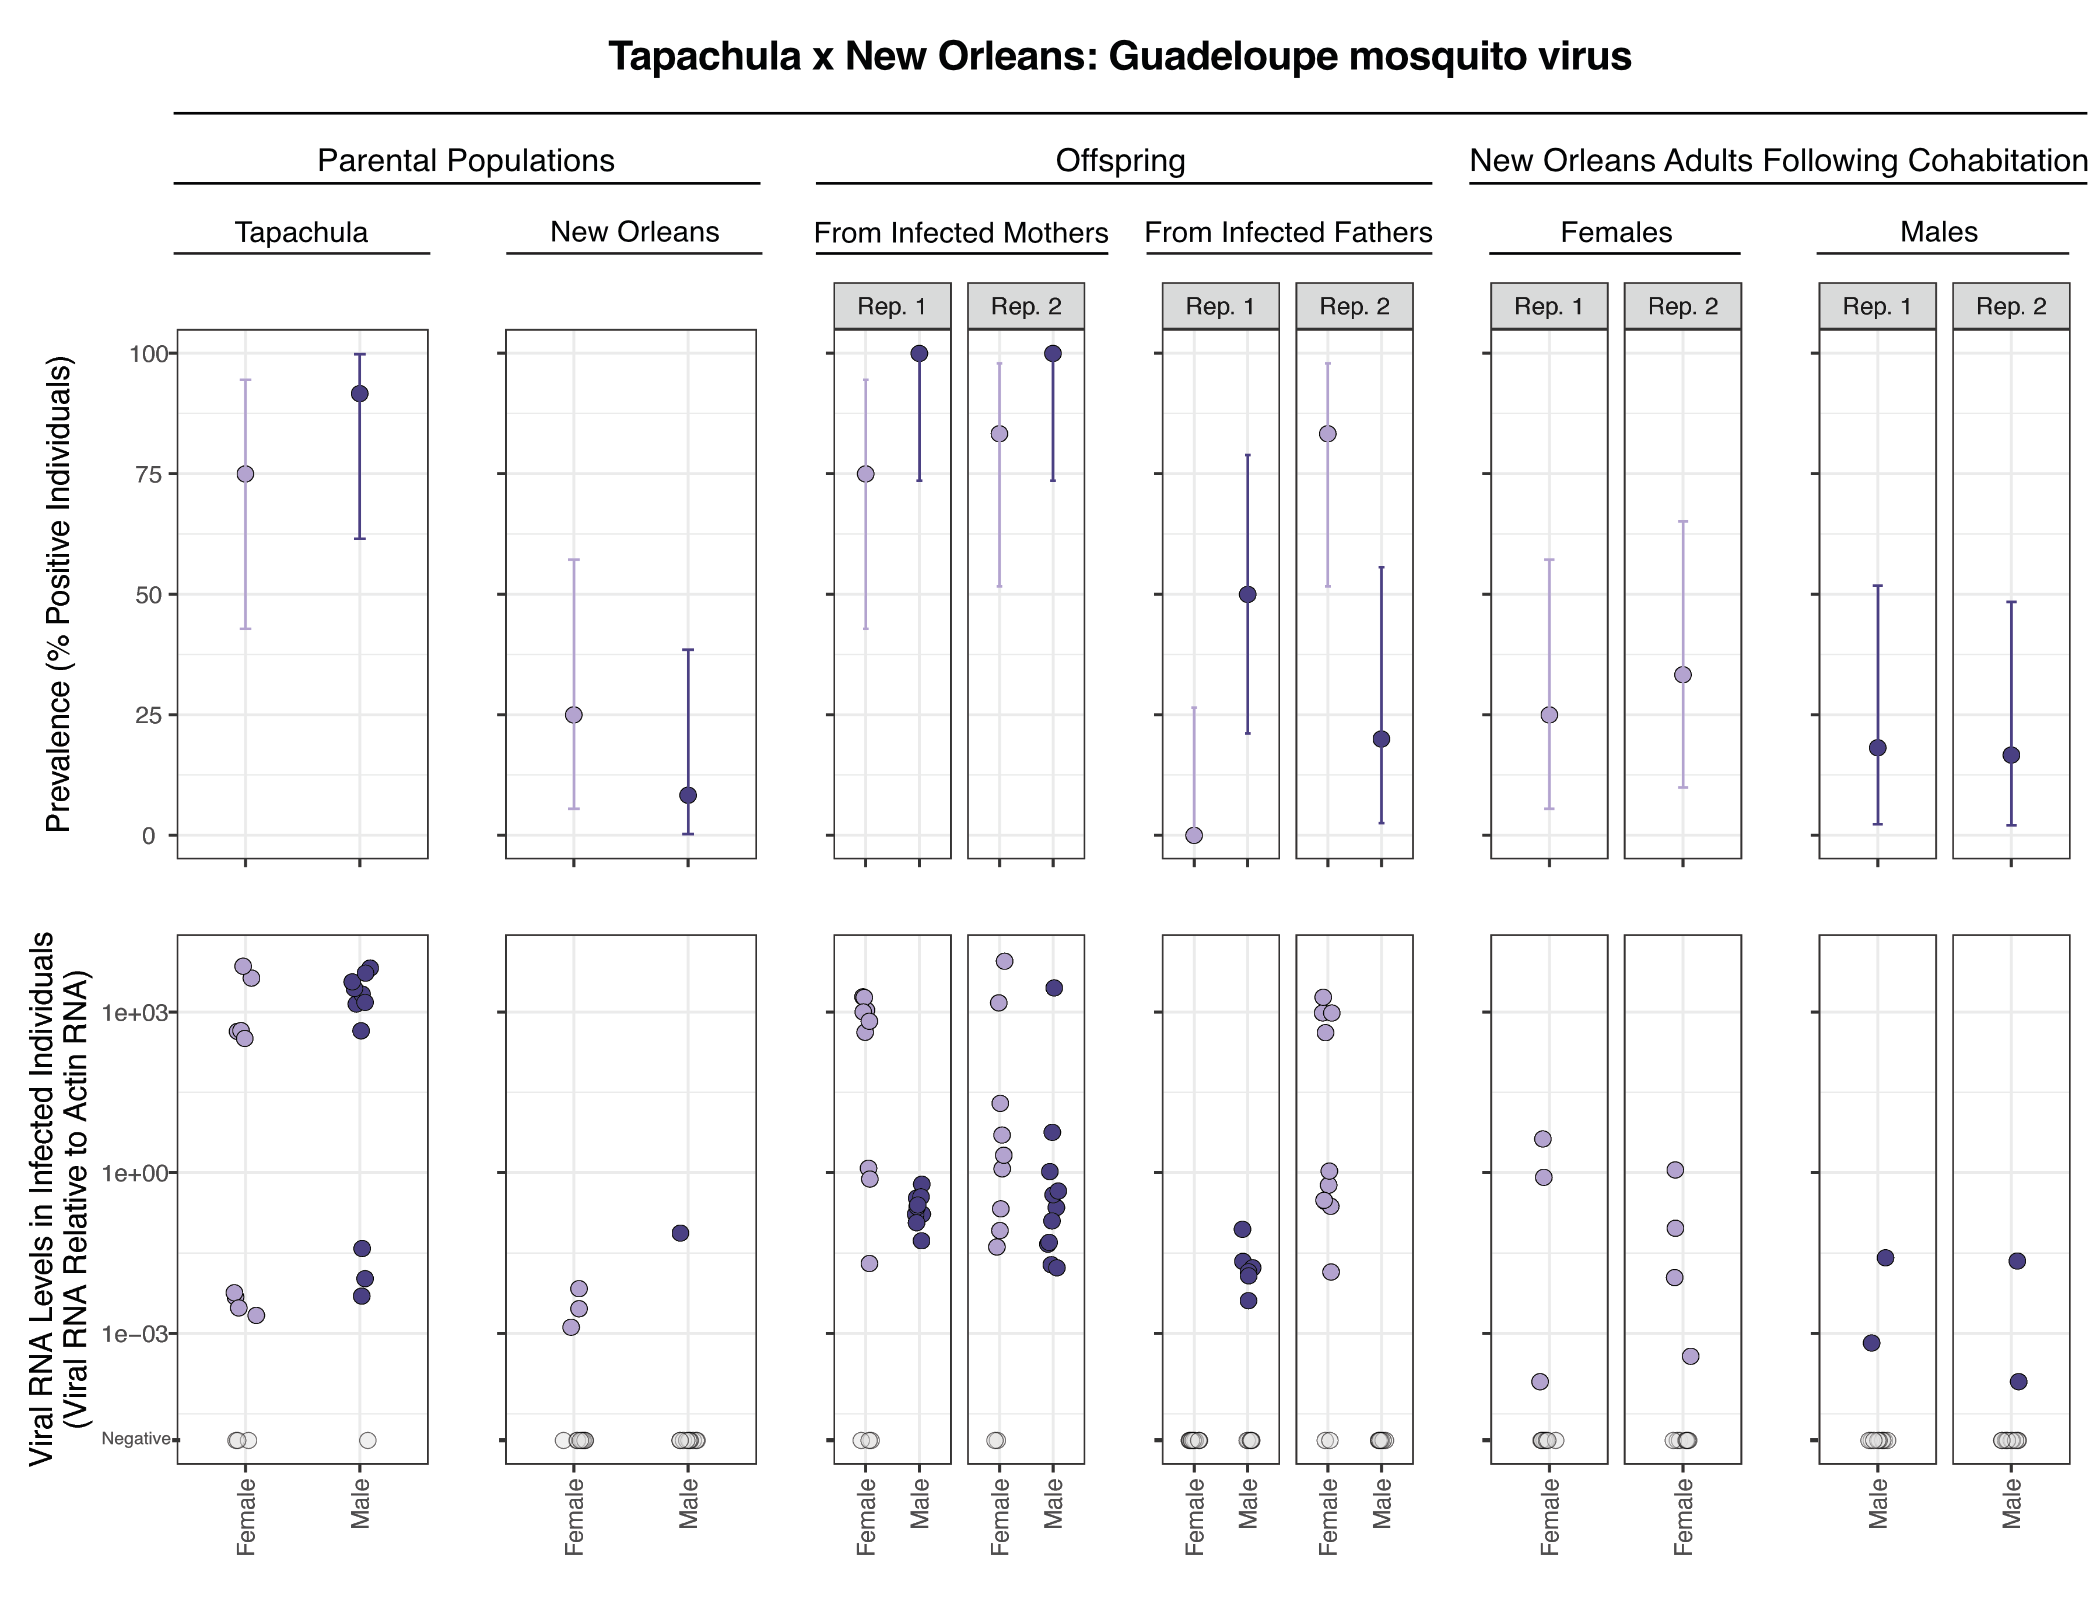 Tapachula x New Orleans: Guadeloupe mosquito virus
Parental Populations
Offspring
New Orleans Adults Following Cohabitation
Tapachula
New Orleans
From Infected Mothers
From Infected Fathers
Females
Males
Rep. 1
Rep. 2
Rep. 1
Rep. 2
Rep. 1
Rep. 2
Rep. 1
Rep. 2
Prevalence (% Positive Individuals)
100
75
50
25
0
Viral RNA Levels in Infected Individuals
(Viral RNA Relative to Actin RNA)
1e+03
1e+00
1e−03
Negative
Female
Male
Female
Male
Female
Male
Female
Male
Female
Male
Female
Male
Female
Female
Male
Male